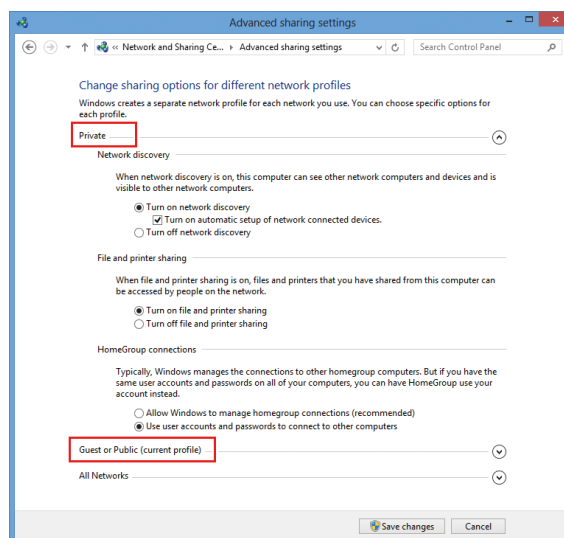 Advanced sharing settings
« Network and Sharing Ce... Advanced sharing settings Search Control Panel
Change sharing options for different network profiles
Windows creates a separate network profile for each network you use. You can choose specific options for
each profile.
Private
Network discovery
When network discovery is on, this computer can see other network computers and devices and is
visible to other network computers.
Turn on network discovery
Turn on automatic setup of network connected devices.
Turn off network discovery
File and printer sharing
When file and printer sharing is on, files and printers that you have shared from this computer can
be accessed by people on the network.
Turn on file and printer sharing
Turn off file and printer sharing
HomeGroup connections
Typically, Windows manages the connections to other homegroup computers. But if you have the
same user accounts and passwords on all of your computers, you can have HomeGroup use your
account instead.
Allow Windows to manage homegroup connections (recommended)
Use user accounts and passwords to connect to other computers
Guest or Public (current profile)
All Networks
Save changes Cancel